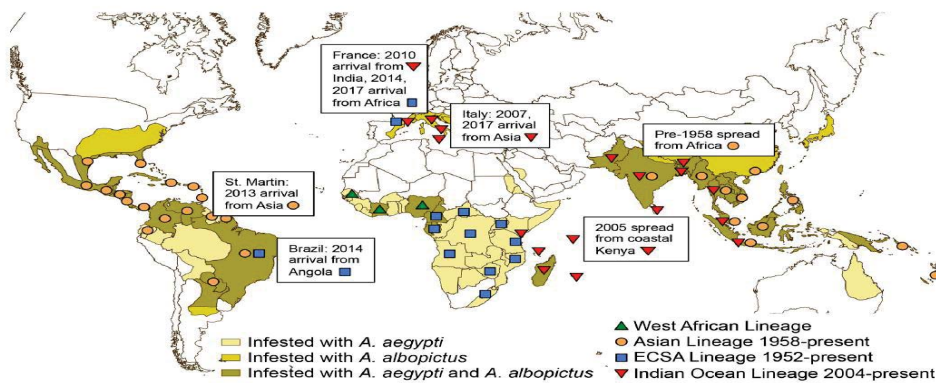 France: 2010
arrival from
India, 2014,
2017 arrival
from Africa
Italy: 2007,
2017 arrival
from Asia
Pre-1958 spread
from Africa
St. Martin:
2013 arrival
from Asia
Brazil: 2014
arrival from
Angola
2005 spread
from coastal
Kenya
Infested with A. aegypti
Infested with A. albopictus
Infested with A. aegypti and A. albopictus
West African Lineage
Asian Lineage 1958-present
ECSA Lineage 1952-present
Indian Ocean Lineage 2004-present